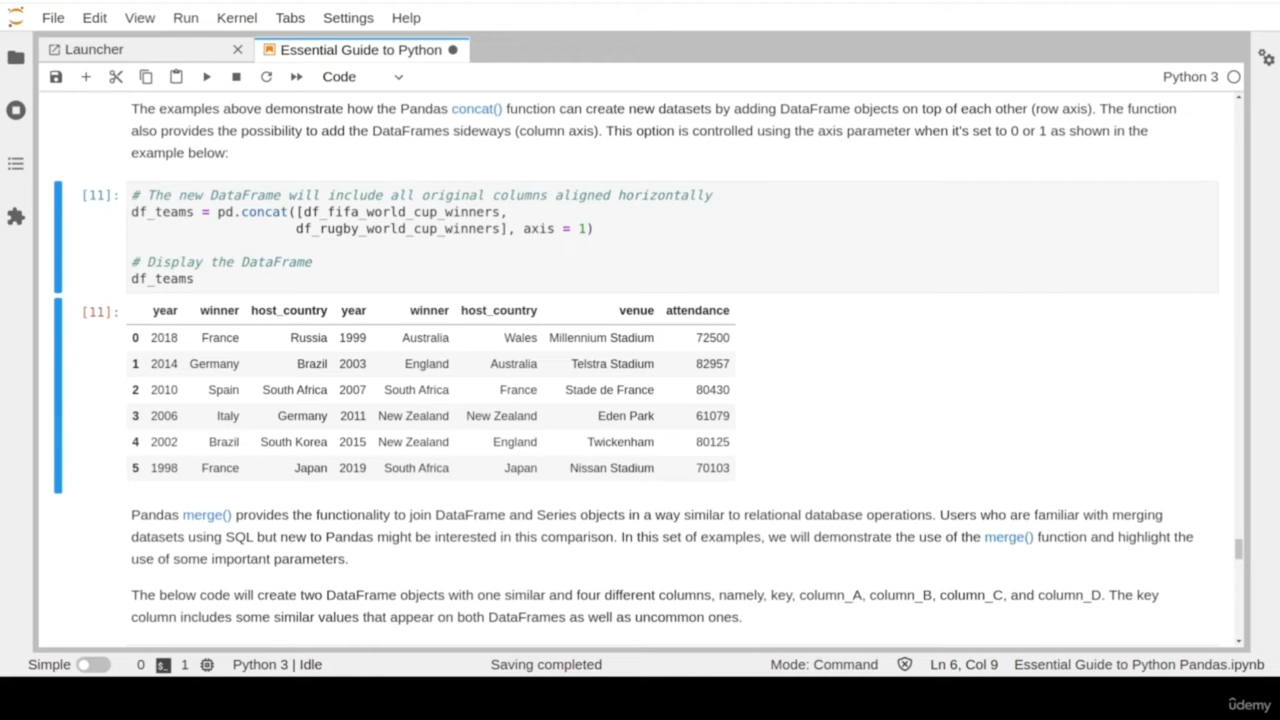 File Edit View Run Kernel Tabs Settings Help
Launcher
Essential Guide to Python
Code
Python 3
The examples above demonstrate how the Pandas concat() function can create new datasets by adding DataFrame objects on top of each other (row axis). The function
also provides the possibility to add the DataFrames sideways (column axis). This option is controlled using the axis parameter when it's set to 0 or 1 as shown in the
example below:
[11]: # The new DataFrame will include all original columns aligned horizontally
df_teams = pd.concat([df_fifa_world_cup_winners,
df_rugby_world_cup_winners], axis = 1)
# Display the DataFrame
df_teams
[11]: year winner host_country year winner host_country venue attendance
0 2018 France Russia 1999 Australia Wales Millennium Stadium 72500
1 2014 Germany Brazil 2003 England Australia Telstra Stadium 82957
2 2010 Spain South Africa 2007 South Africa France Stade de France 80430
3 2006 Italy Germany 2011 New Zealand New Zealand Eden Park 61079
4 2002 Brazil South Korea 2015 New Zealand England Twickenham 80125
5 1998 France Japan 2019 South Africa Japan Nissan Stadium 70103
Pandas merge() provides the functionality to join DataFrame and Series objects in a way similar to relational database operations. Users who are familiar with merging
datasets using SQL but new to Pandas might be interested in this comparison. In this set of examples, we will demonstrate the use of the merge() function and highlight the
use of some important parameters.
The below code will create two DataFrame objects with one similar and four different columns, namely, key, column_A, column_B, column_C, and column_D. The key
column includes some similar values that appear on both DataFrames as well as uncommon ones.
Simple 0 $_ 1 Python 3 | Idle Saving completed Mode: Command Ln 6, Col 9 Essential Guide to Python Pandas.ipynb
ûdemy